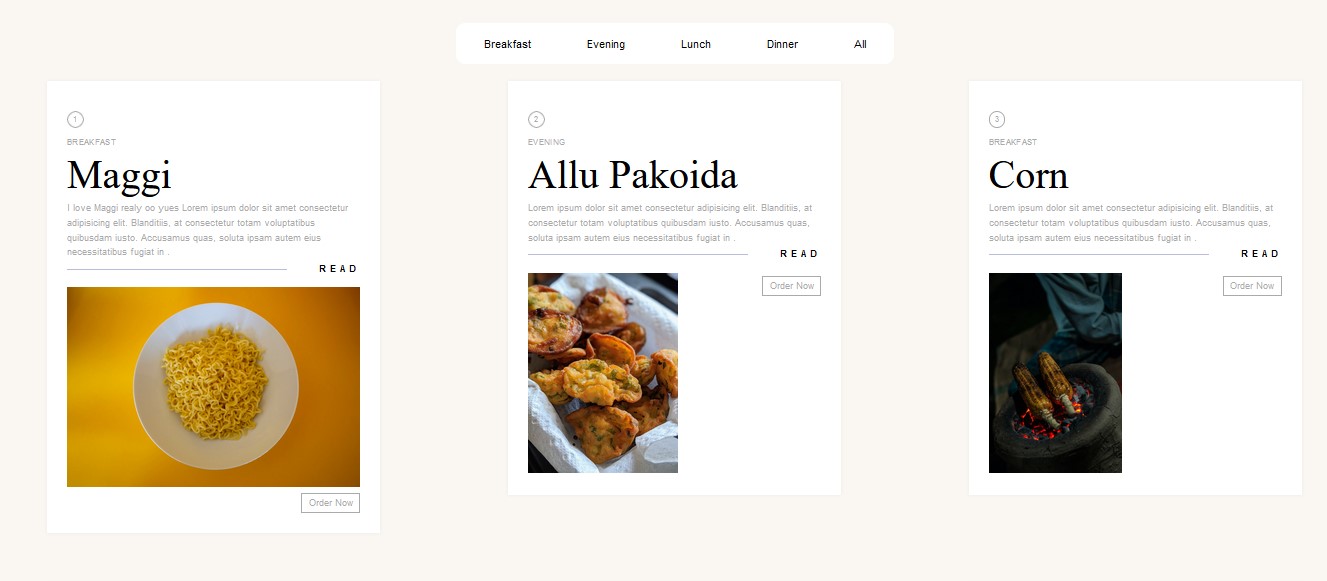 Breakfast Evening Lunch Dinner All
1
BREAKFAST
Maggi
I love Maggi realy oo yues Lorem ipsum dolor sit amet consectetur
adipisicing elit. Blanditiis, at consectetur totam voluptatibus
quibusdam iusto. Accusamus quas, soluta ipsam autem eius
necessitatibus fugiat in .
READ
Order Now
2
EVENING
Allu Pakoida
Lorem ipsum dolor sit amet consectetur adipisicing elit. Blanditiis, at
consectetur totam voluptatibus quibusdam iusto. Accusamus quas,
soluta ipsam autem eius necessitatibus fugiat in .
READ
Order Now
3
BREAKFAST
Corn
Lorem ipsum dolor sit amet consectetur adipisicing elit. Blanditiis, at
consectetur totam voluptatibus quibusdam iusto. Accusamus quas,
soluta ipsam autem eius necessitatibus fugiat in .
READ
Order Now